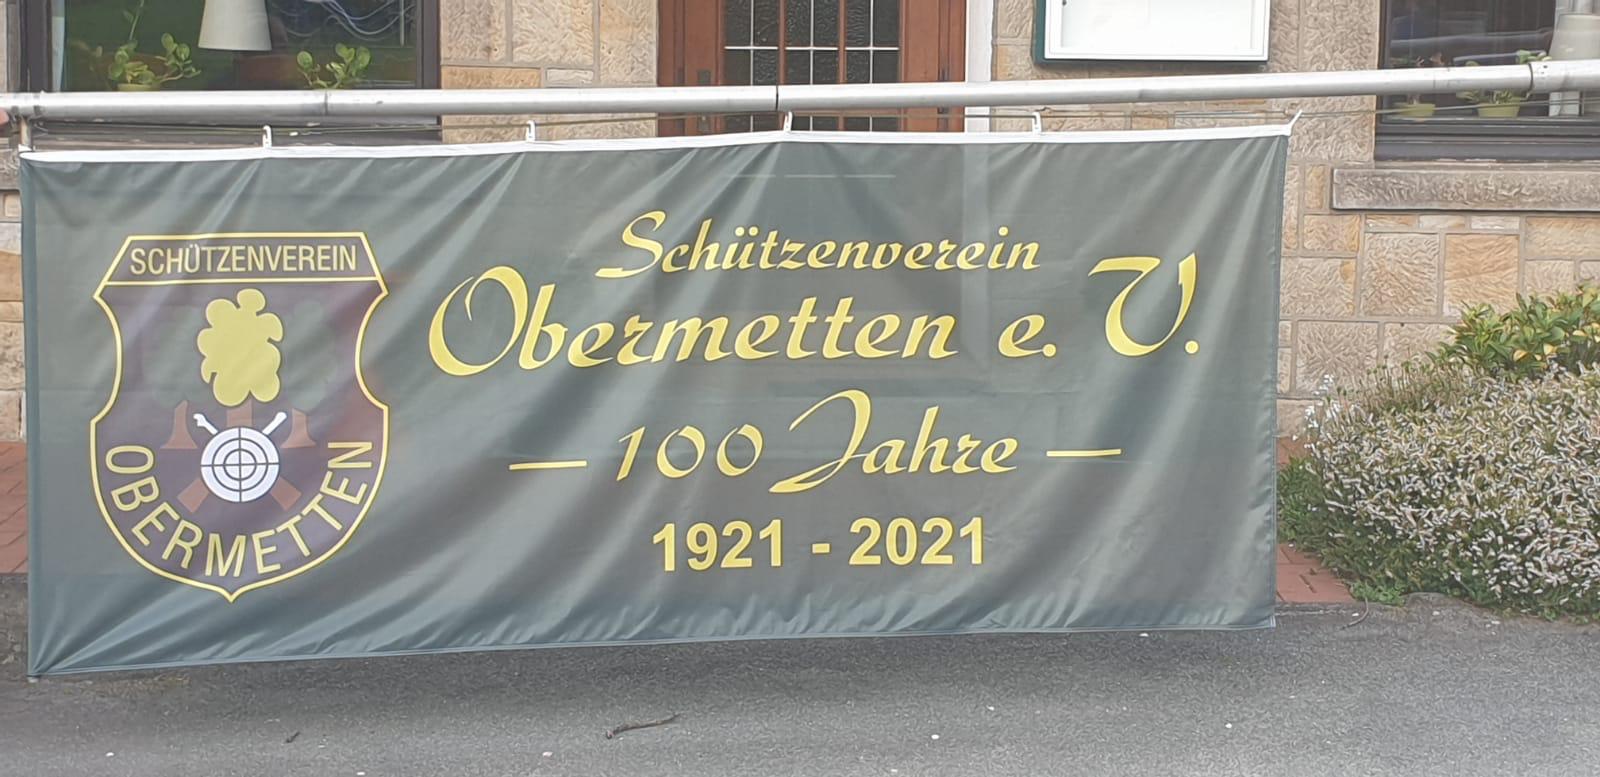 SCHÜTZENVEREIN
OBERMETTEN
Schützenverein
Obermetten e. V.
— 100 Jahre —
1921 - 2021